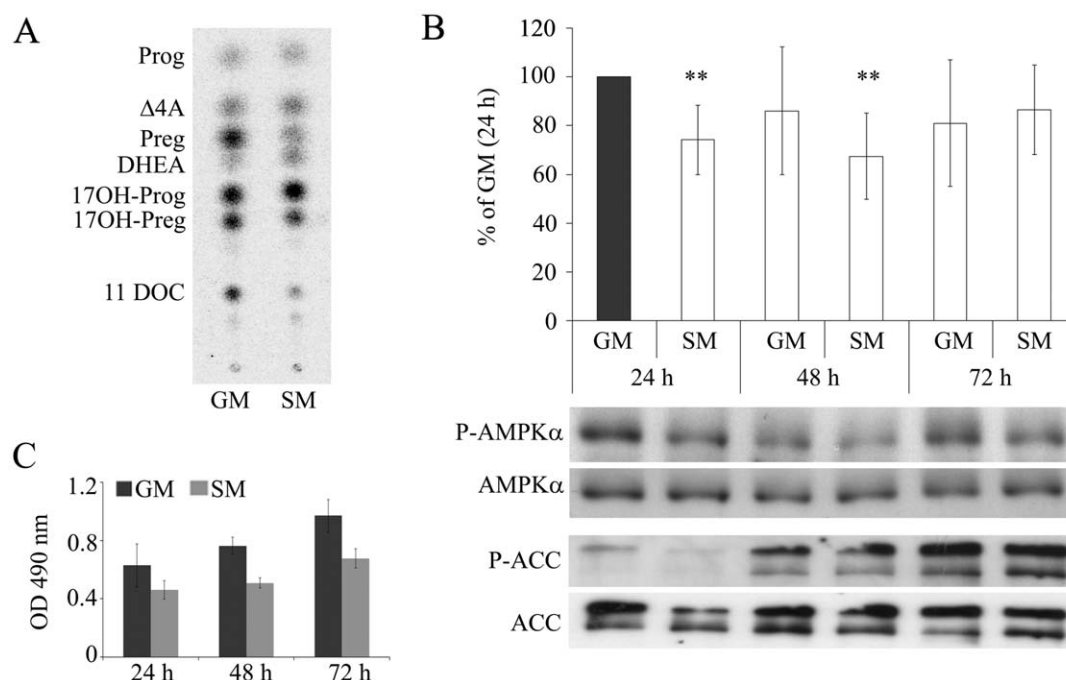 A
Prog
Δ4A
Preg
DHEA
17OH-Prog
17OH-Preg
11 DOC
GM SM
B
% of GM (24 h)
120
100
80
60
40
20
0
** **
GM SM GM SM GM SM
24 h 48 h 72 h
P-AMPKα
AMPKα
P-ACC
ACC
C
OD 490 nm
1.2
0.8
0.4
0
GM SM
24 h 48 h 72 h